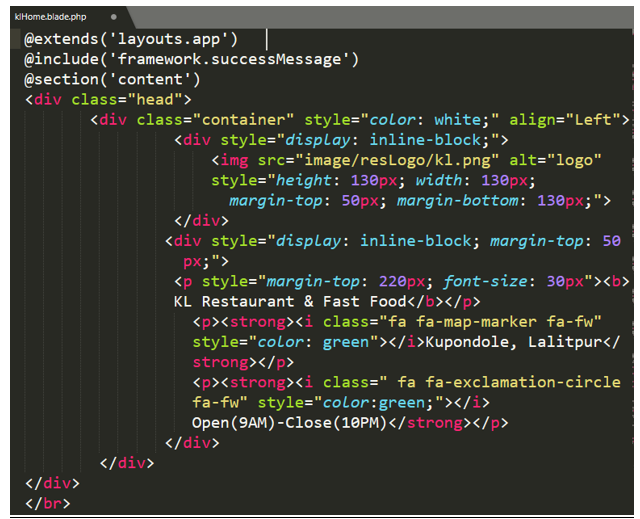 klHome.blade.php
@extends('layouts.app')
@include('framework.successMessage')
@section('content')
<div class="head">
<div class="container" style="color: white;" align="Left">
<div style="display: inline-block;">
<img src="image/resLogo/kl.png" alt="logo"
style="height: 130px; width: 130px;
margin-top: 50px; margin-bottom: 130px;">
</div>
<div style="display: inline-block; margin-top: 50
px;">
<p style="margin-top: 220px; font-size: 30px"><b>
KL Restaurant & Fast Food</b></p>
<p><strong><i class="fa fa-map-marker fa-fw"
style="color: green"></i>Kupondole, Lalitpur</
strong></p>
<p><strong><i class=" fa fa-exclamation-circle
fa-fw" style="color:green;"></i>
Open(9AM)-Close(10PM)</strong></p>
</div>
</div>
</div>
</br>